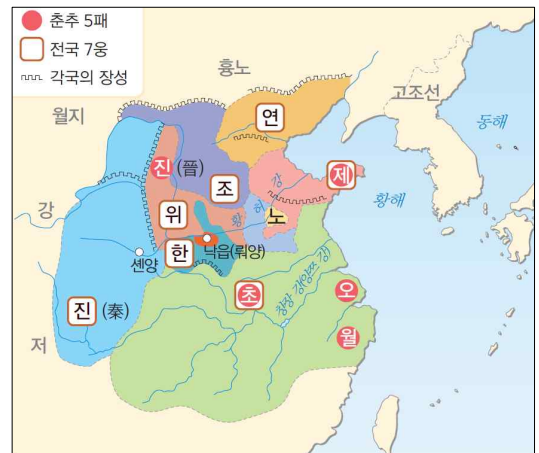 춘추 5패
전국 7웅
각국의 장성
흉노
월지
연
고조선
동해
진(晉)
조
제
황해
강
위
노
황허강
한
낙읍(뤄양)
셴양
초
창장강(양쯔강)
오
진(秦)
월
저